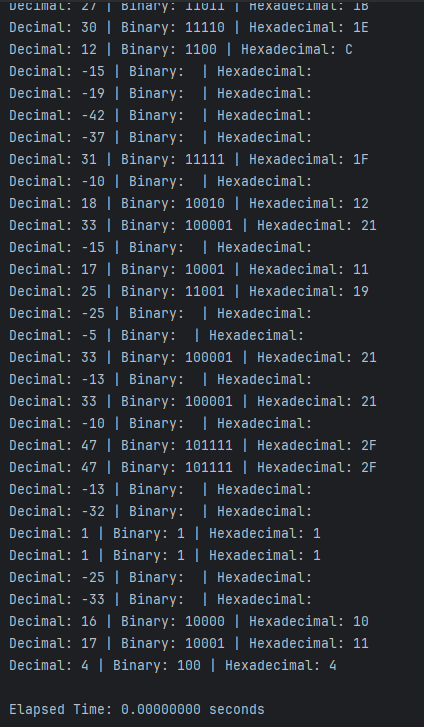 Decimal: 27 | Binary: 11011 | Hexadecimal: 1B
Decimal: 30 | Binary: 11110 | Hexadecimal: 1E
Decimal: 12 | Binary: 1100 | Hexadecimal: C
Decimal: -15 | Binary:  | Hexadecimal:
Decimal: -19 | Binary:  | Hexadecimal:
Decimal: -42 | Binary:  | Hexadecimal:
Decimal: -37 | Binary:  | Hexadecimal:
Decimal: 31 | Binary: 11111 | Hexadecimal: 1F
Decimal: -10 | Binary:  | Hexadecimal:
Decimal: 18 | Binary: 10010 | Hexadecimal: 12
Decimal: 33 | Binary: 100001 | Hexadecimal: 21
Decimal: -15 | Binary:  | Hexadecimal:
Decimal: 17 | Binary: 10001 | Hexadecimal: 11
Decimal: 25 | Binary: 11001 | Hexadecimal: 19
Decimal: -25 | Binary:  | Hexadecimal:
Decimal: -5 | Binary:  | Hexadecimal:
Decimal: 33 | Binary: 100001 | Hexadecimal: 21
Decimal: -13 | Binary:  | Hexadecimal:
Decimal: 33 | Binary: 100001 | Hexadecimal: 21
Decimal: -10 | Binary:  | Hexadecimal:
Decimal: 47 | Binary: 101111 | Hexadecimal: 2F
Decimal: 47 | Binary: 101111 | Hexadecimal: 2F
Decimal: -13 | Binary:  | Hexadecimal:
Decimal: -32 | Binary:  | Hexadecimal:
Decimal: 1 | Binary: 1 | Hexadecimal: 1
Decimal: 1 | Binary: 1 | Hexadecimal: 1
Decimal: -25 | Binary:  | Hexadecimal:
Decimal: -33 | Binary:  | Hexadecimal:
Decimal: 16 | Binary: 10000 | Hexadecimal: 10
Decimal: 17 | Binary: 10001 | Hexadecimal: 11
Decimal: 4 | Binary: 100 | Hexadecimal: 4
Elapsed Time: 0.00000000 seconds